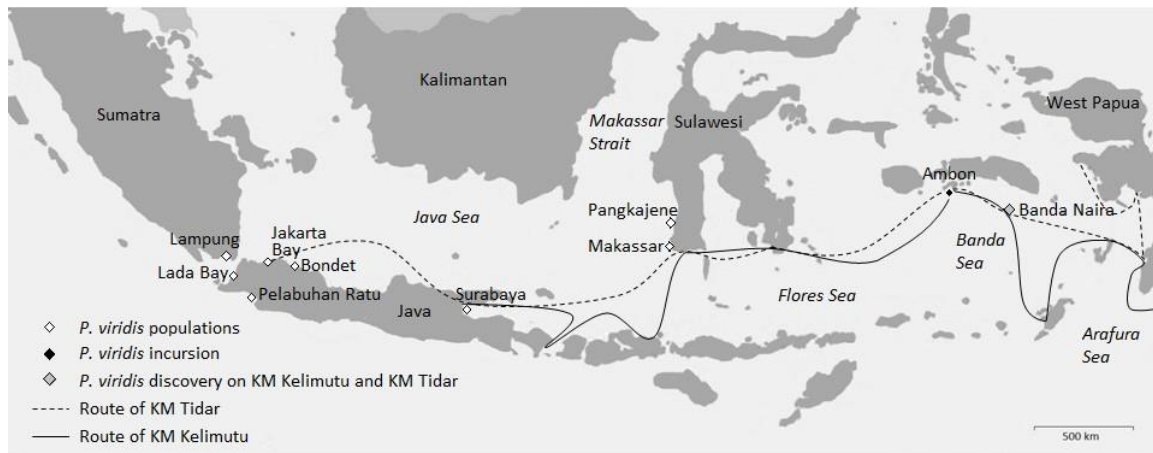 Sumatra
Kalimantan
Makassar
Strait
Sulawesi
West Papua
Java Sea
Ambon
Pangkajene
Banda Naira
Lampung
Jakarta
Bay
Makassar
Banda
Sea
Lada Bay
Bondet
Pelabuhan Ratu
Java
Surabaya
Flores Sea
Arafura
Sea
P. viridis populations
P. viridis incursion
P. viridis discovery on KM Kelimutu and KM Tidar
Route of KM Tidar
Route of KM Kelimutu
500 km